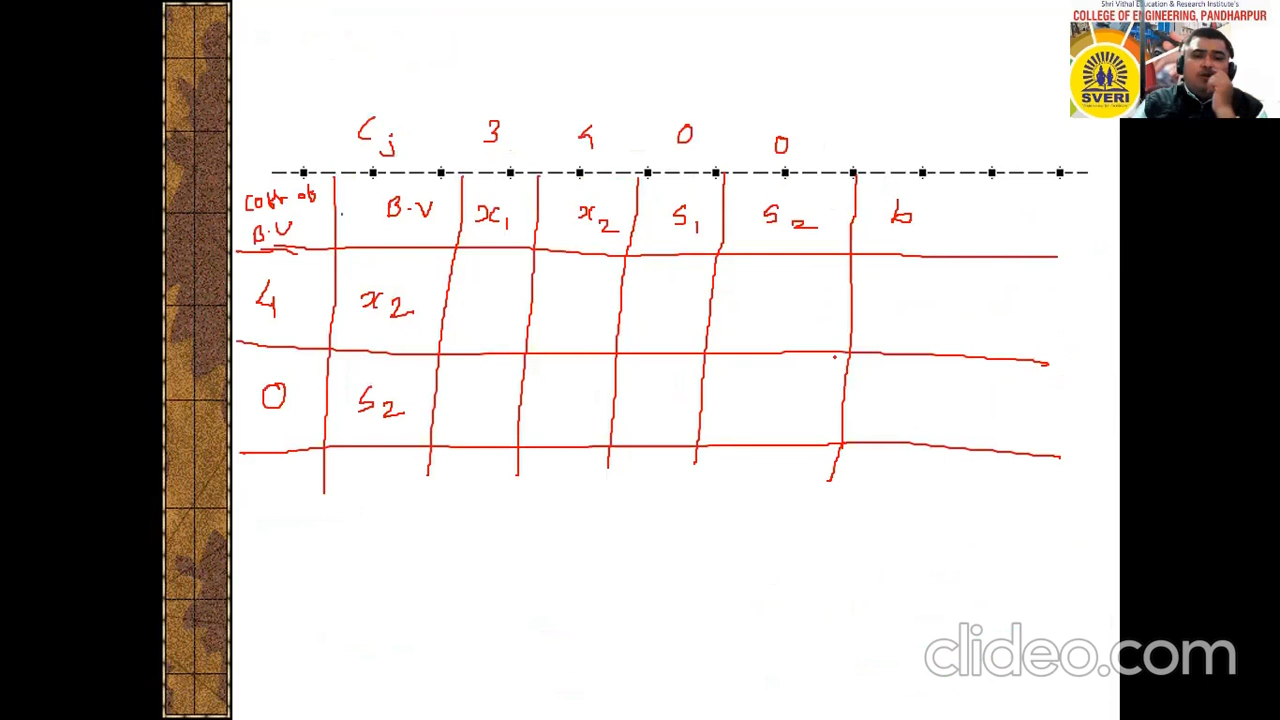 Shri Vithal Education & Research Institute's
COLLEGE OF ENGINEERING, PANDHARPUR
SVERI
Cj 3 4 0 0
Coff of B.V B.V x1 x2 S1 S2 b
4 x2
0 S2
clideo.com